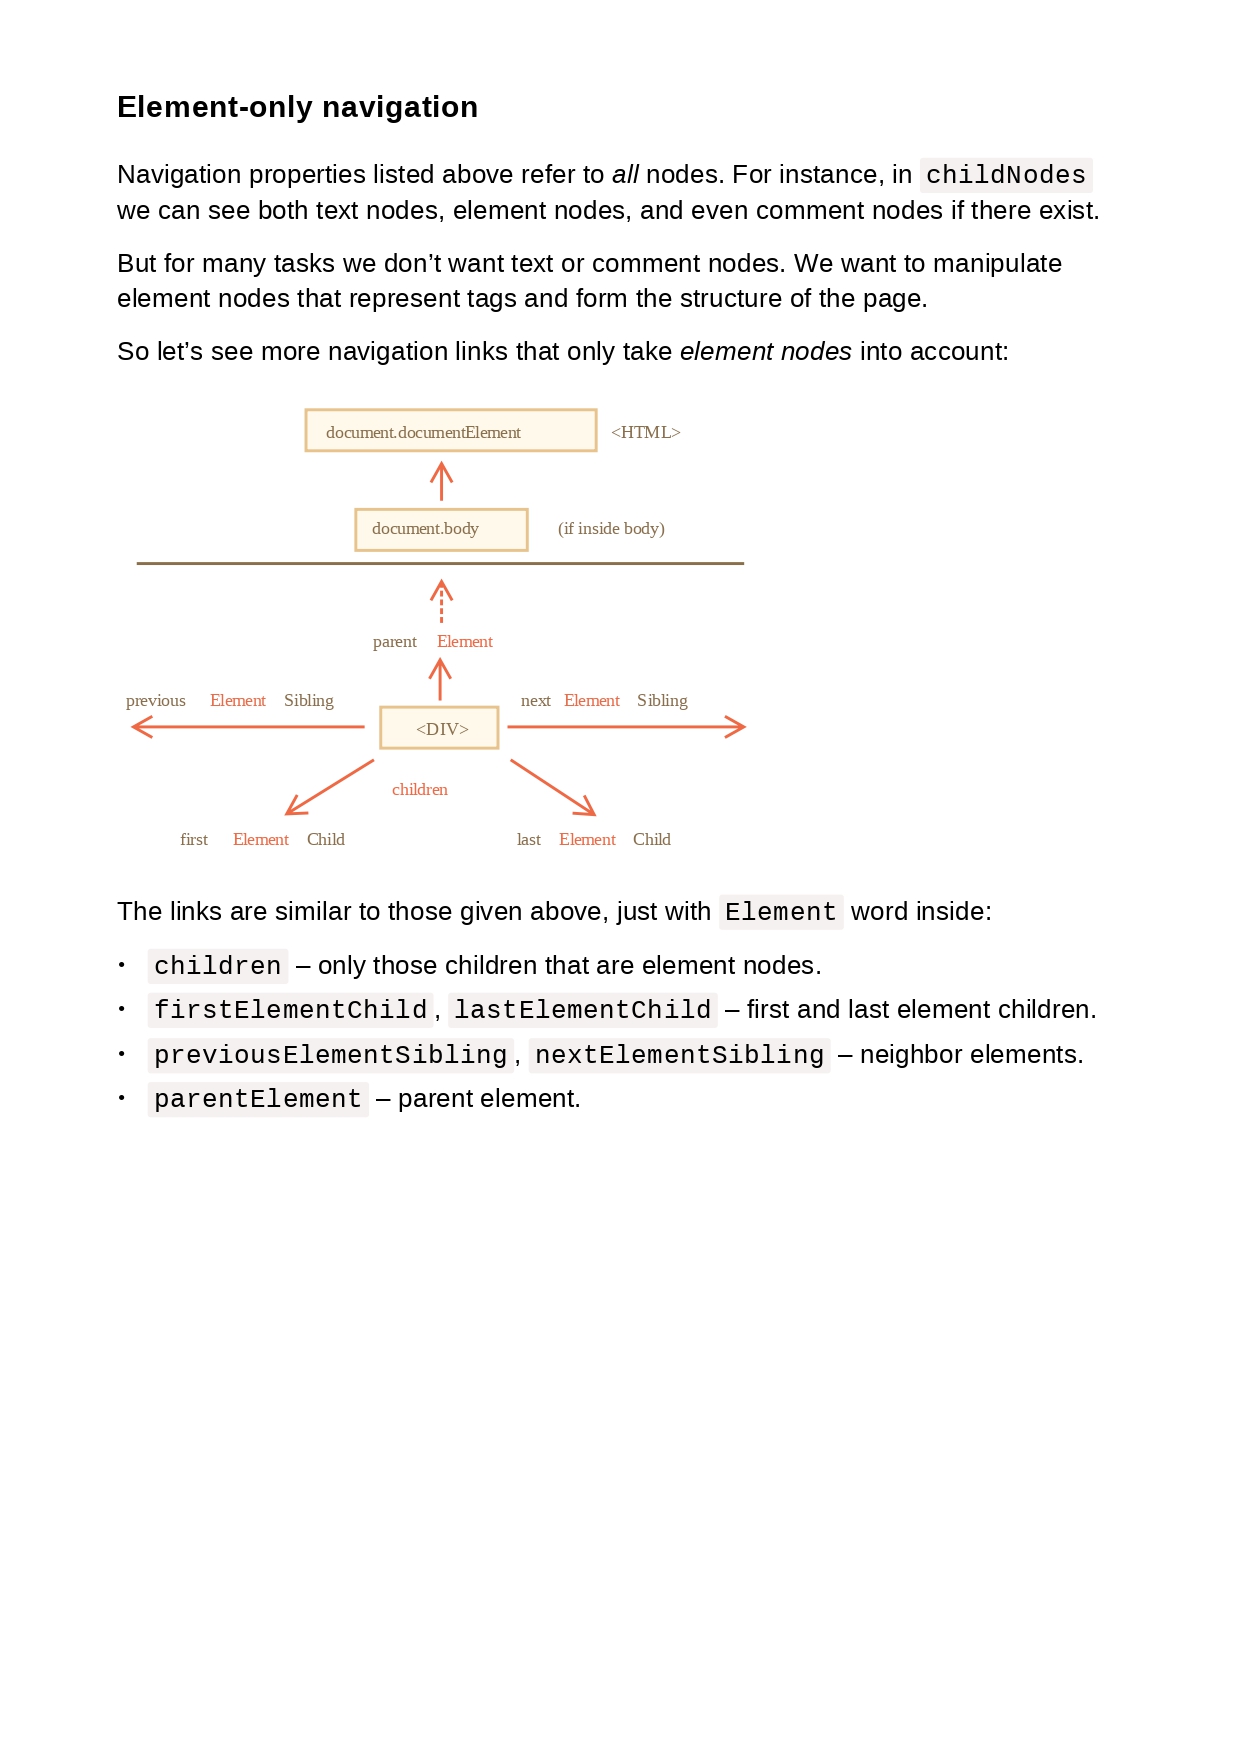 Element-only navigation
Navigation properties listed above refer to all nodes. For instance, in childNodes
we can see both text nodes, element nodes, and even comment nodes if there exist.
But for many tasks we don’t want text or comment nodes. We want to manipulate
element nodes that represent tags and form the structure of the page.
So let’s see more navigation links that only take element nodes into account:
document.documentElement <HTML>
document.body (if inside body)
parent Element
previous Element Sibling next Element Sibling
<DIV>
children
first Element Child last Element Child
The links are similar to those given above, just with Element word inside:
• children – only those children that are element nodes.
• firstElementChild, lastElementChild – first and last element children.
• previousElementSibling, nextElementSibling – neighbor elements.
• parentElement – parent element.